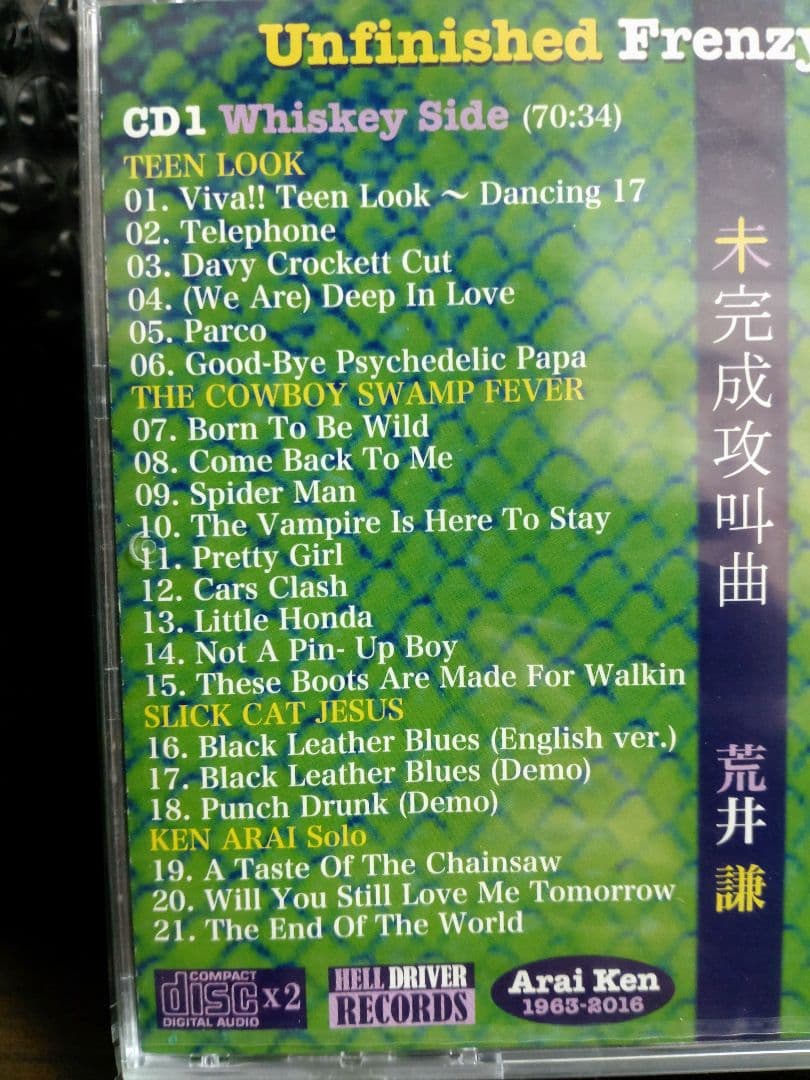 Unfinished Frenzy
CD1 Whiskey Side (70:34)
TEEN LOOK
01. Viva!! Teen Look ～ Dancing 17
02. Telephone
03. Davy Crockett Cut
04. (We Are) Deep In Love
05. Parco
06. Good-Bye Psychedelic Papa
THE COWBOY SWAMP FEVER
07. Born To Be Wild
08. Come Back To Me
09. Spider Man
10. The Vampire Is Here To Stay
11. Pretty Girl
12. Cars Clash
13. Little Honda
14. Not A Pin- Up Boy
15. These Boots Are Made For Walkin
SLICK CAT JESUS
16. Black Leather Blues (English ver.)
17. Black Leather Blues (Demo)
18. Punch Drunk (Demo)
KEN ARAI Solo
19. A Taste Of The Chainsaw
20. Will You Still Love Me Tomorrow
21. The End Of The World
未完成攻叫曲
荒井謙
COMPACT
disc x2
DIGITAL AUDIO
HELL DRIVER
RECORDS
Arai Ken
1963-2016